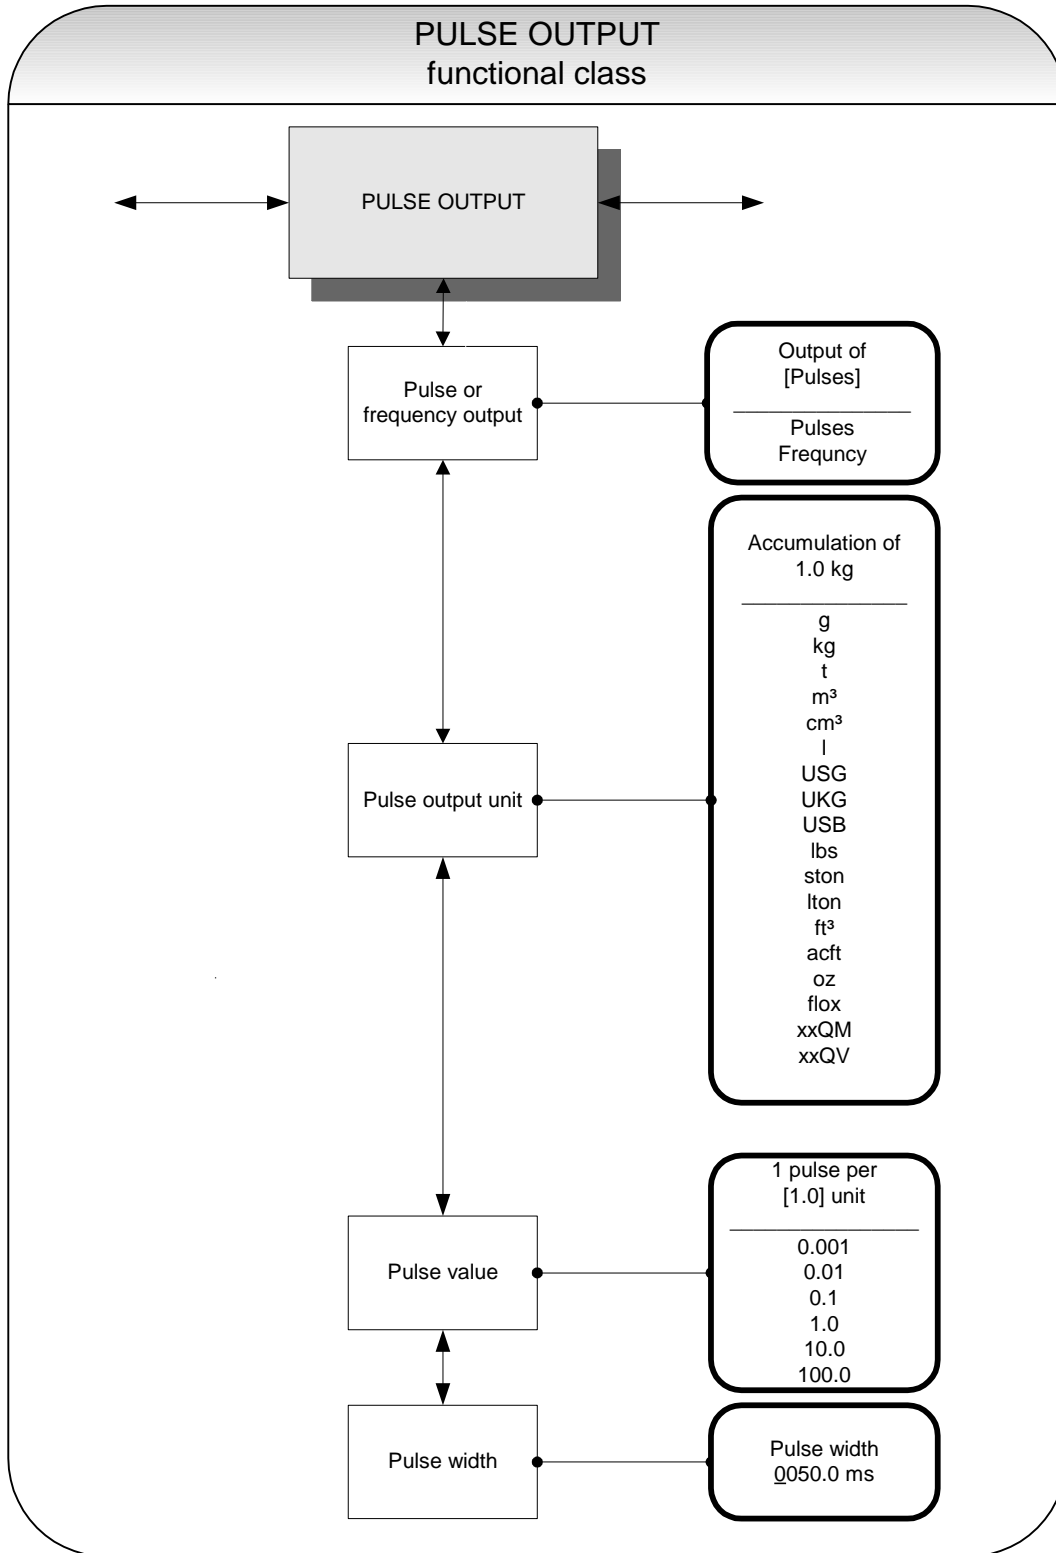 PULSE OUTPUT
functional class
PULSE OUTPUT
Pulse or
frequency output
Output of
[Pulses]
Pulses
Frequncy
Pulse output unit
Accumulation of
1.0 kg
g
kg
t
m³
cm³
l
USG
UKG
USB
lbs
ston
lton
ft³
acft
oz
flox
xxQM
xxQV
Pulse value
1 pulse per
[1.0] unit
0.001
0.01
0.1
1.0
10.0
100.0
Pulse width
Pulse width
0050.0 ms